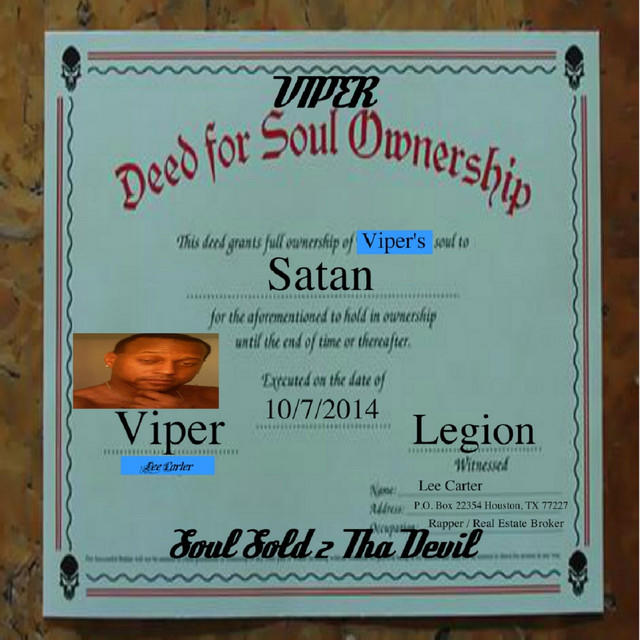 VIPER
Deed for Soul Ownership
This deed grants full ownership of Viper's soul to
Satan
for the aforementioned to hold in ownership
until the end of time or thereafter.
Executed on the date of
10/7/2014
Viper
Legion
Lee Carter
Witnessed
Name: Lee Carter
Address: P.O. Box 22354 Houston, TX 77227
Occupation: Rapper / Real Estate Broker
Soul Sold 2 Tha Devil